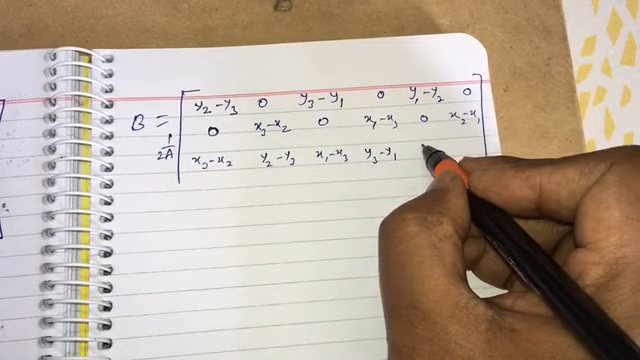 y₂-y₃ 0 y₃-y₁ 0 y₁-y₂ 0
B = 1/2A 0 x₃-x₂ 0 x₁-x₃ 0 x₂-x₁
x₃-x₂ y₂-y₃ x₁-x₃ y₃-y₁